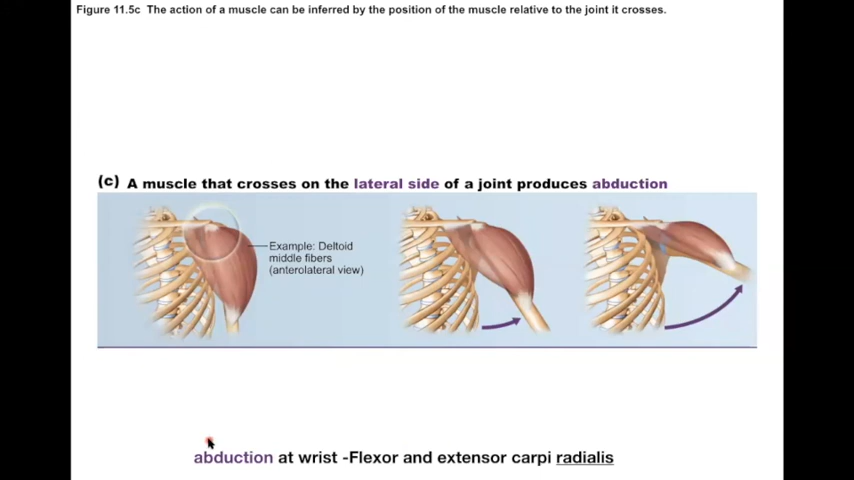 Figure 11.5c The action of a muscle can be inferred by the position of the muscle relative to the joint it crosses.
(c) A muscle that crosses on the lateral side of a joint produces abduction
Example: Deltoid
middle fibers
(anterolateral view)
abduction at wrist -Flexor and extensor carpi radialis